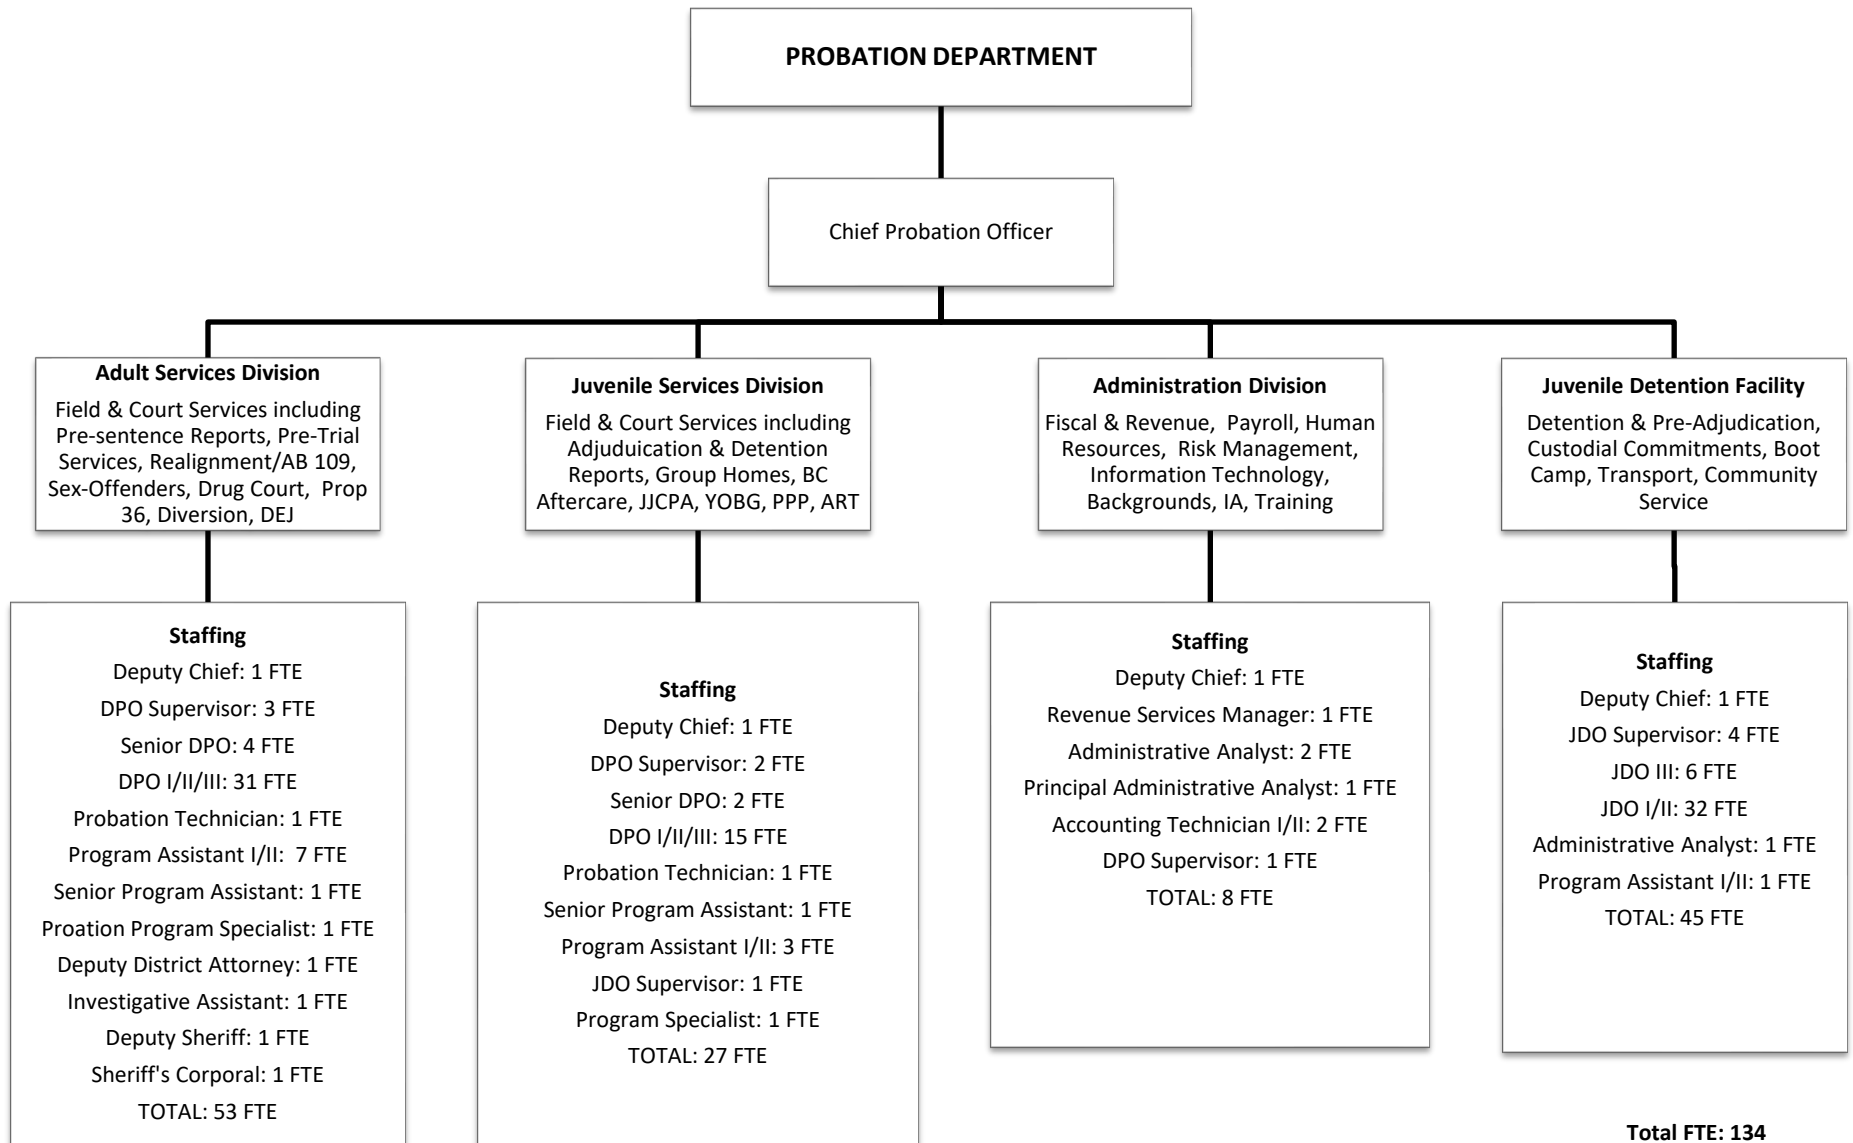 PROBATION DEPARTMENT
Chief Probation Officer
Adult Services Division
Field & Court Services including
Pre-sentence Reports, Pre-Trial
Services, Realignment/AB 109,
Sex-Offenders, Drug Court, Prop
36, Diversion, DEJ
Juvenile Services Division
Field & Court Services including
Adjuduication & Detention
Reports, Group Homes, BC
Aftercare, JJCPA, YOBG, PPP, ART
Administration Division
Fiscal & Revenue, Payroll, Human
Resources, Risk Management,
Information Technology,
Backgrounds, IA, Training
Juvenile Detention Facility
Detention & Pre-Adjudication,
Custodial Commitments, Boot
Camp, Transport, Community
Service
Staffing
Deputy Chief: 1 FTE
DPO Supervisor: 3 FTE
Senior DPO: 4 FTE
DPO I/II/III: 31 FTE
Probation Technician: 1 FTE
Program Assistant I/II: 7 FTE
Senior Program Assistant: 1 FTE
Proation Program Specialist: 1 FTE
Deputy District Attorney: 1 FTE
Investigative Assistant: 1 FTE
Deputy Sheriff: 1 FTE
Sheriff's Corporal: 1 FTE
TOTAL: 53 FTE
Staffing
Deputy Chief: 1 FTE
DPO Supervisor: 2 FTE
Senior DPO: 2 FTE
DPO I/II/III: 15 FTE
Probation Technician: 1 FTE
Senior Program Assistant: 1 FTE
Program Assistant I/II: 3 FTE
JDO Supervisor: 1 FTE
Program Specialist: 1 FTE
TOTAL: 27 FTE
Staffing
Deputy Chief: 1 FTE
Revenue Services Manager: 1 FTE
Administrative Analyst: 2 FTE
Principal Administrative Analyst: 1 FTE
Accounting Technician I/II: 2 FTE
DPO Supervisor: 1 FTE
TOTAL: 8 FTE
Staffing
Deputy Chief: 1 FTE
JDO Supervisor: 4 FTE
JDO III: 6 FTE
JDO I/II: 32 FTE
Administrative Analyst: 1 FTE
Program Assistant I/II: 1 FTE
TOTAL: 45 FTE
Total FTE: 134